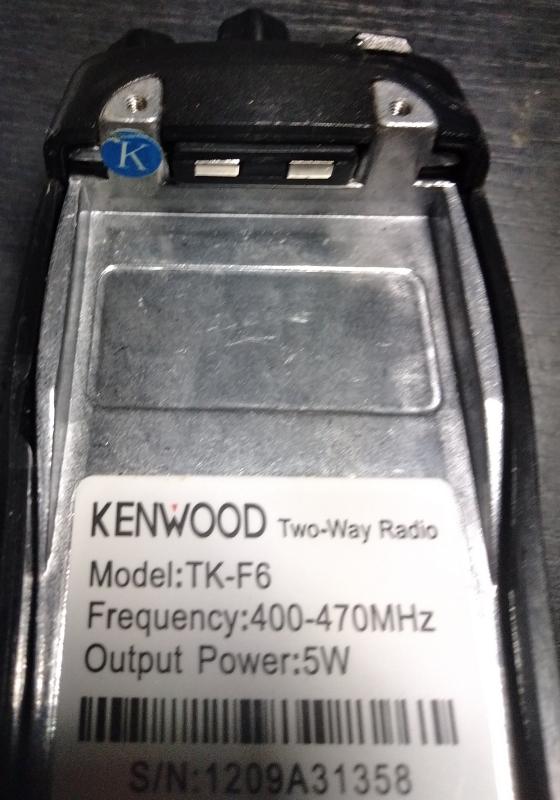 K
KENWOOD Two-Way Radio
Model:TK-F6
Frequency:400-470MHz
Output Power:5W
S/N:1209A31358